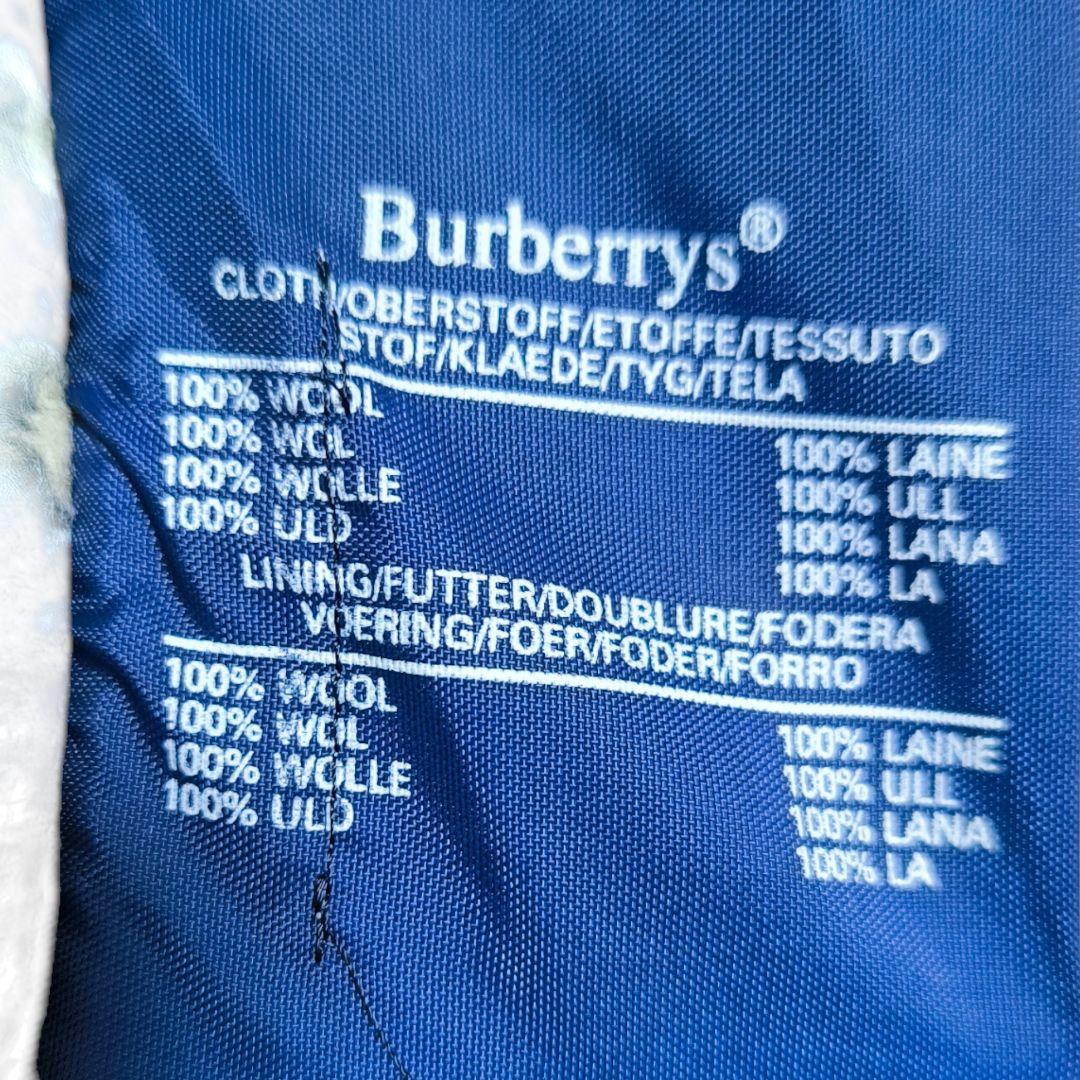 Burberrys®
CLOTH/OBERSTOFF/ETOFFE/TESSUTO
STOF/KLAEDE/TYG/TELA
100% WOOL 100% LAINE
100% WOL 100% ULL
100% WOLLE 100% LANA
100% ULD 100% LA
LINING/FUTTER/DOUBLURE/FODERA
VOERING/FOER/FODER/FORRO
100% WOOL 100% LAINE
100% WOL 100% ULL
100% WOLLE 100% LANA
100% ULD 100% LA